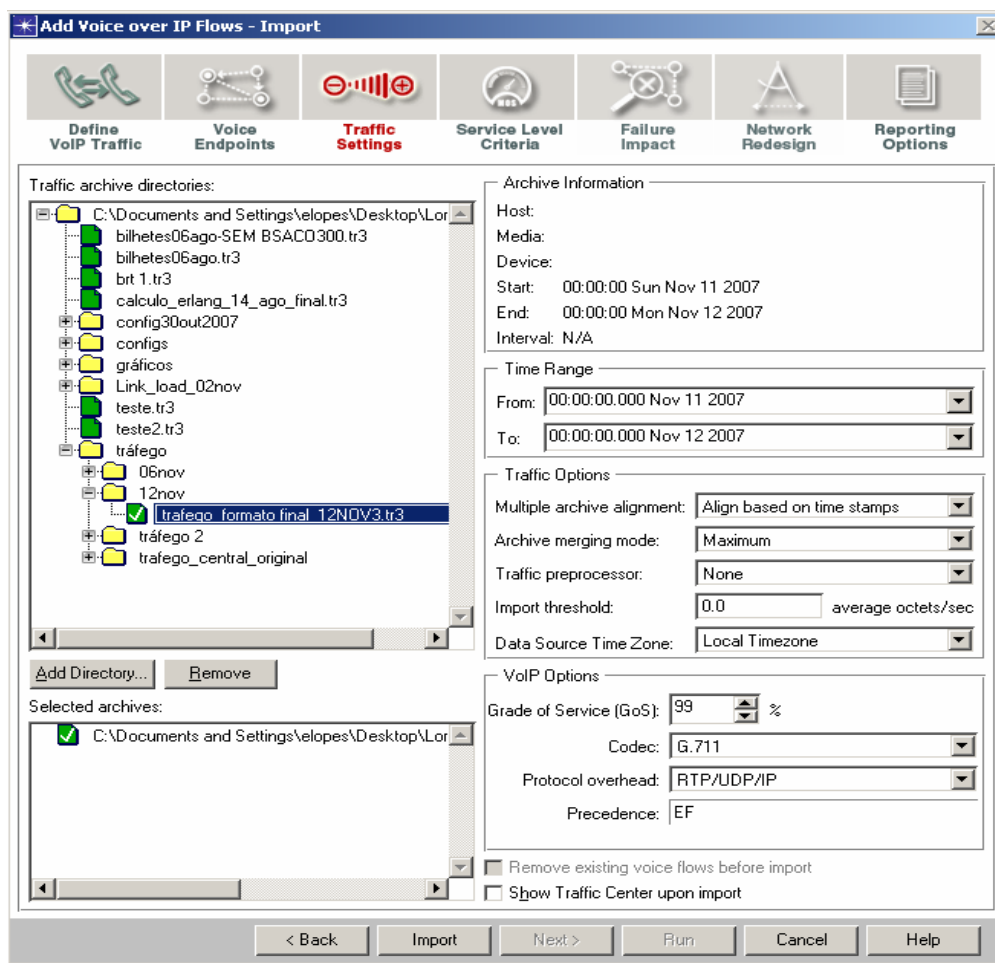 Add Voice over IP Flows - Import
Define VoIP Traffic
Voice Endpoints
Traffic Settings
MOS
Service Level Criteria
Failure Impact
Network Redesign
Reporting Options
Traffic archive directories:
C:\Documents and Settings\elopes\Desktop\Lor
bilhetes06ago-SEM BSACO300.tr3
bilhetes06ago.tr3
brt 1.tr3
calculo_erlang_14_ago_final.tr3
config30out2007
configs
gráficos
Link_load_02nov
teste.tr3
teste2.tr3
tráfego
06nov
12nov
trafego_formato final_12NOV3.tr3
tráfego 2
trafego_central_original
Add Directory...
Remove
Selected archives:
C:\Documents and Settings\elopes\Desktop\Lor
Archive Information
Host:
Media:
Device:
Start: 00:00:00 Sun Nov 11 2007
End: 00:00:00 Mon Nov 12 2007
Interval: N/A
Time Range
From: 00:00:00.000 Nov 11 2007
To: 00:00:00.000 Nov 12 2007
Traffic Options
Multiple archive alignment: Align based on time stamps
Archive merging mode: Maximum
Traffic preprocessor: None
Import threshold: 0.0 average octets/sec
Data Source Time Zone: Local Timezone
VoIP Options
Grade of Service (GoS): 99 %
Codec: G.711
Protocol overhead: RTP/UDP/IP
Precedence: EF
Remove existing voice flows before import
Show Traffic Center upon import
< Back
Import
Next >
Run
Cancel
Help